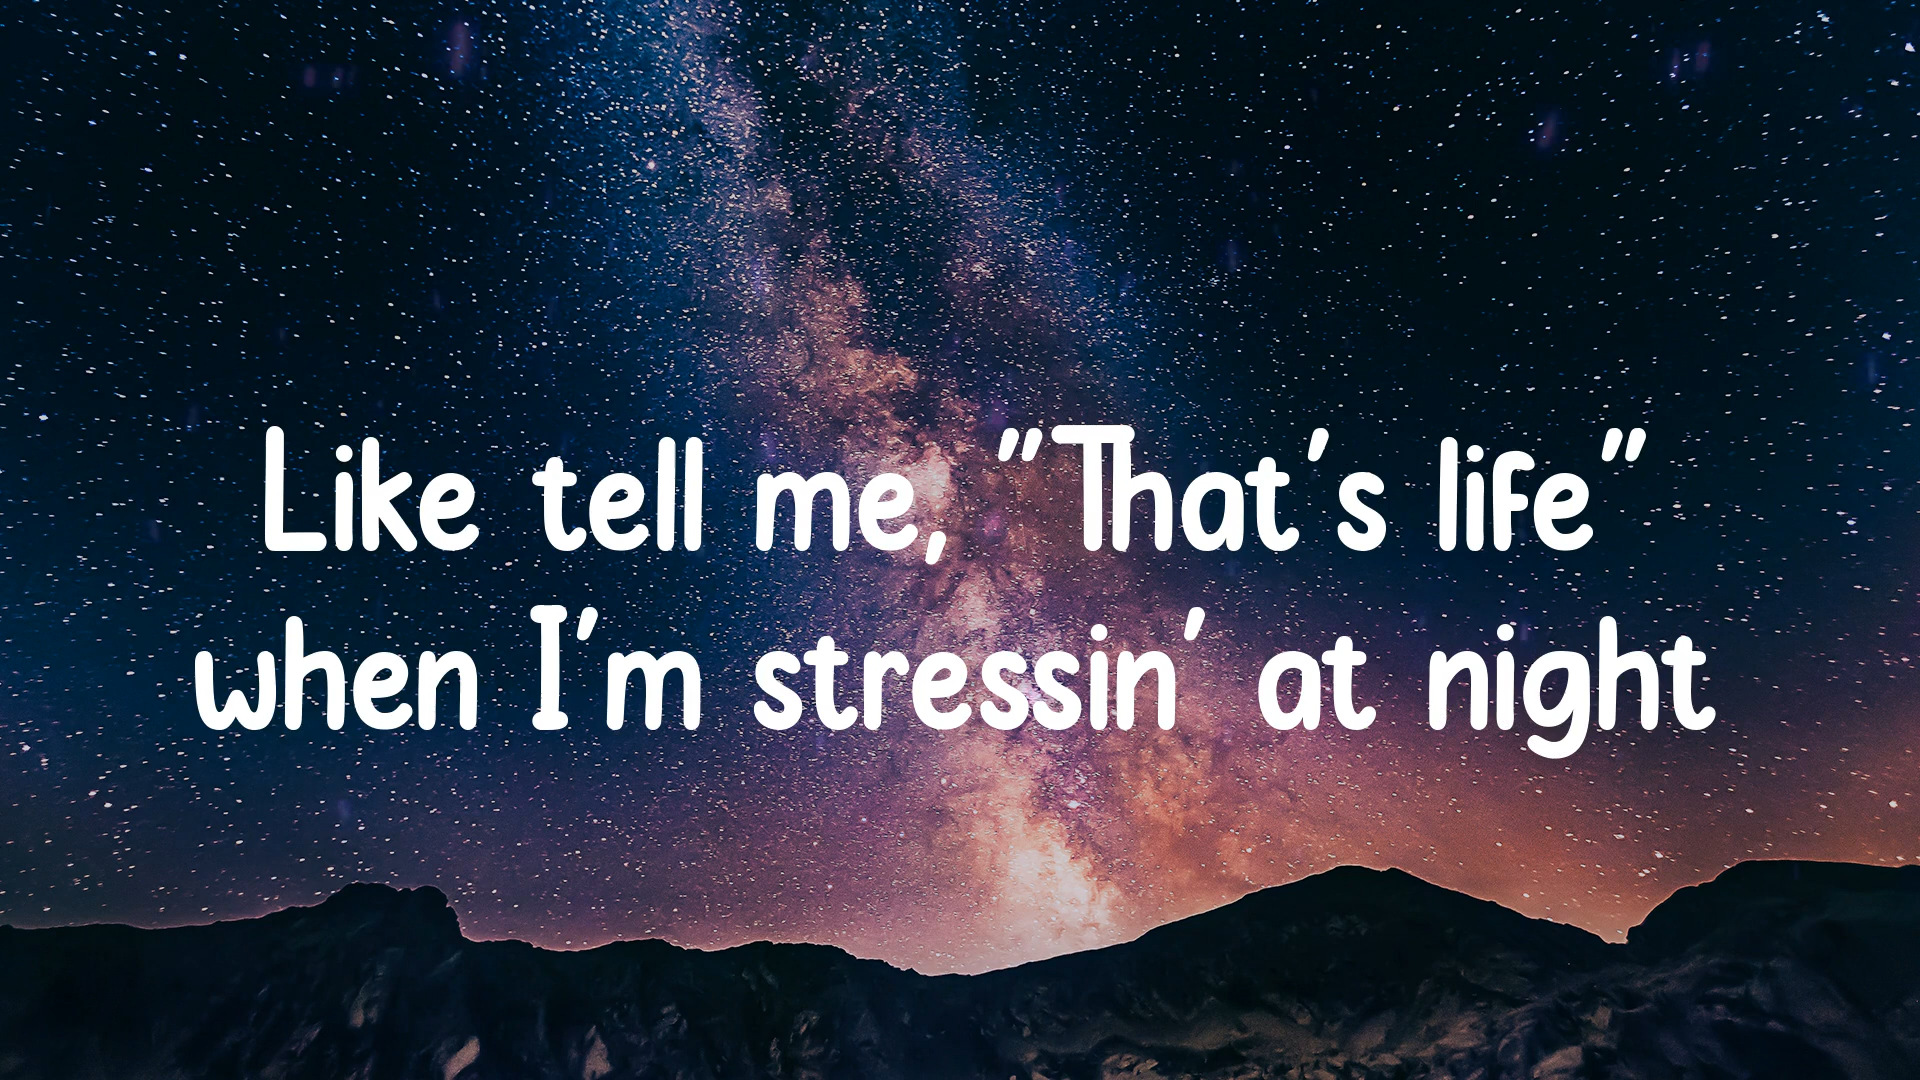 Like tell me, "That's life"
when I'm stressin' at night